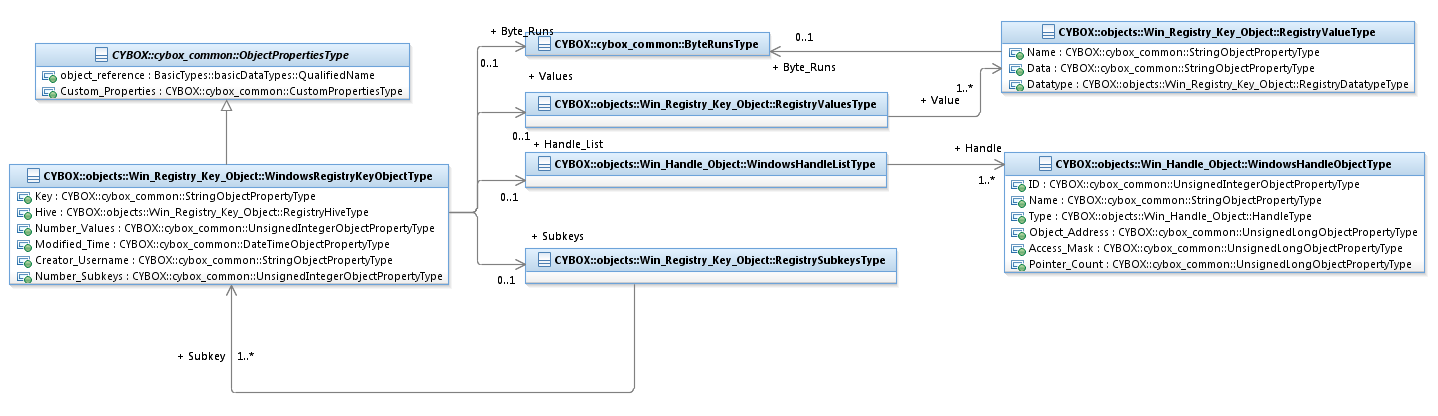 CYBOX::cybox_common::ObjectPropertiesType
object_reference : BasicTypes::basicDataTypes::QualifiedName
Custom_Properties : CYBOX::cybox_common::CustomPropertiesType
CYBOX::objects::Win_Registry_Key_Object::WindowsRegistryKeyObjectType
Key : CYBOX::cybox_common::StringObjectPropertyType
Hive : CYBOX::objects::Win_Registry_Key_Object::RegistryHiveType
Number_Values : CYBOX::cybox_common::UnsignedIntegerObjectPropertyType
Modified_Time : CYBOX::cybox_common::DateTimeObjectPropertyType
Creator_Username : CYBOX::cybox_common::StringObjectPropertyType
Number_Subkeys : CYBOX::cybox_common::UnsignedIntegerObjectPropertyType
+ Byte_Runs
0..1
CYBOX::cybox_common::ByteRunsType
0..1
+ Byte_Runs
+ Values
0..1
CYBOX::objects::Win_Registry_Key_Object::RegistryValuesType
1..*
+ Value
+ Handle_List
0..1
CYBOX::objects::Win_Handle_Object::WindowsHandleListType
+ Handle
1..*
+ Subkeys
0..1
CYBOX::objects::Win_Registry_Key_Object::RegistrySubkeysType
+ Subkey
1..*
CYBOX::objects::Win_Registry_Key_Object::RegistryValueType
Name : CYBOX::cybox_common::StringObjectPropertyType
Data : CYBOX::cybox_common::StringObjectPropertyType
Datatype : CYBOX::objects::Win_Registry_Key_Object::RegistryDatatypeType
CYBOX::objects::Win_Handle_Object::WindowsHandleObjectType
ID : CYBOX::cybox_common::UnsignedIntegerObjectPropertyType
Name : CYBOX::cybox_common::StringObjectPropertyType
Type : CYBOX::objects::Win_Handle_Object::HandleType
Object_Address : CYBOX::cybox_common::UnsignedLongObjectPropertyType
Access_Mask : CYBOX::cybox_common::UnsignedLongObjectPropertyType
Pointer_Count : CYBOX::cybox_common::UnsignedLongObjectPropertyType